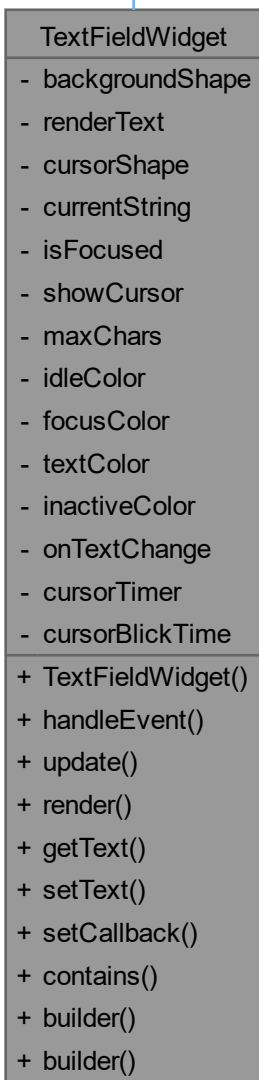 TextFieldWidget
- backgroundShape
- renderText
- cursorShape
- currentString
- isFocused
- showCursor
- maxChars
- idleColor
- focusColor
- textColor
- inactiveColor
- onTextChange
- cursorTimer
- cursorBlickTime
+ TextFieldWidget()
+ handleEvent()
+ update()
+ render()
+ getText()
+ setText()
+ setCallback()
+ contains()
+ builder()
+ builder()